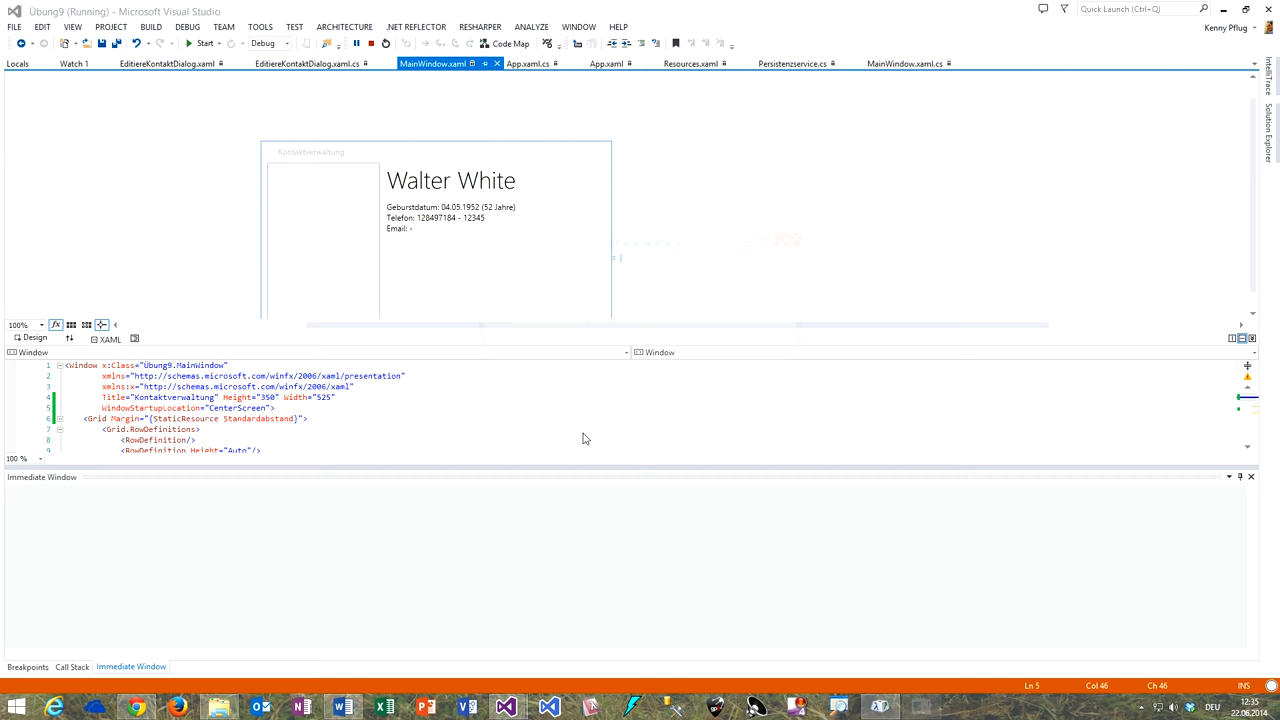 Übung9 (Running) - Microsoft Visual Studio
Quick Launch (Ctrl+Q)
FILE EDIT VIEW PROJECT BUILD DEBUG TEAM TOOLS TEST ARCHITECTURE .NET REFLECTOR RESHARPER ANALYZE WINDOW HELP
Kenny Pflug
Start Debug Code Map
Locals Watch 1 EditiereKontaktDialog.xaml EditiereKontaktDialog.xaml.cs MainWindow.xaml App.xaml.cs App.xaml Resources.xaml Persistenzservice.cs MainWindow.xaml.cs
IntelliTrace
Solution Explorer
Kontaktverwaltung
Walter White
Geburstdatum: 04.05.1952 (52 Jahre)
Telefon: 128497184 - 12345
Email: -
100%
Design XAML
Window Window
1 <Window x:Class="Übung9.MainWindow"
2 xmlns="http://schemas.microsoft.com/winfx/2006/xaml/presentation"
3 xmlns:x="http://schemas.microsoft.com/winfx/2006/xaml"
4 Title="Kontaktverwaltung" Height="350" Width="525"
5 WindowStartupLocation="CenterScreen">
6 <Grid Margin="{StaticResource Standardabstand}">
7 <Grid.RowDefinitions>
8 <RowDefinition/>
9 <RowDefinition Height="Auto"/>
100 %
Immediate Window
Breakpoints Call Stack Immediate Window
Ln 5 Col 46 Ch 46 INS
DEU
12:35
22.06.2014